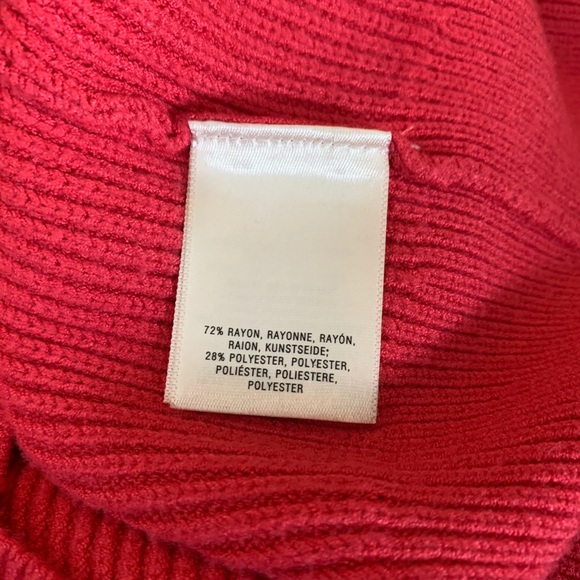 72% RAYON, RAYONNE, RAYÓN,
RAION, KUNSTSEIDE;
28% POLYESTER, POLYESTER,
POLIÉSTER, POLIESTERE,
POLYESTER